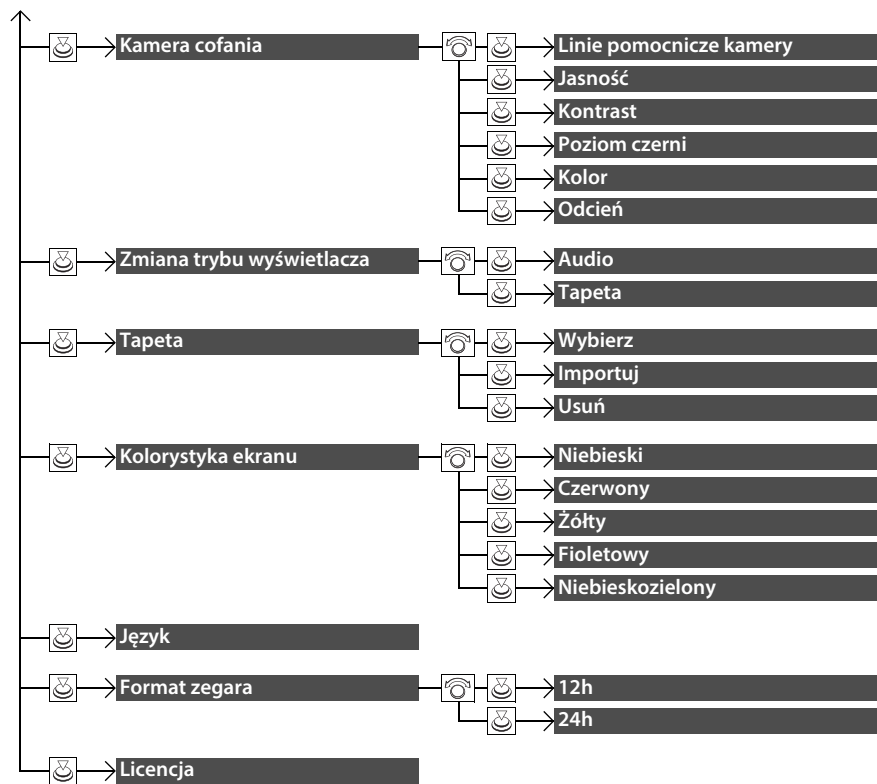 Kamera cofania
Linie pomocnicze kamery
Jasność
Kontrast
Poziom czerni
Kolor
Odcień
Zmiana trybu wyświetlacza
Audio
Tapeta
Tapeta
Wybierz
Importuj
Usuń
Kolorystyka ekranu
Niebieski
Czerwony
Żółty
Fioletowy
Niebieskozielony
Język
Format zegara
12h
24h
Licencja